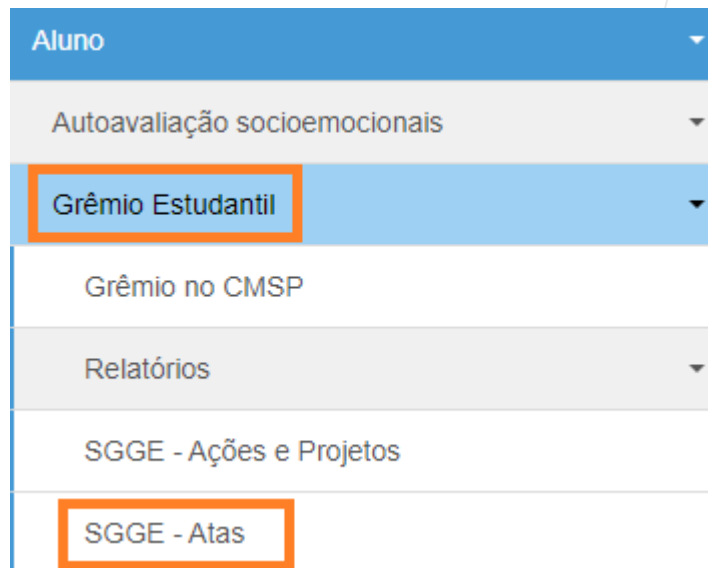 Aluno
Autoavaliação socioemocionais
Grêmio Estudantil
Grêmio no CMSP
Relatórios
SGGE - Ações e Projetos
SGGE - Atas